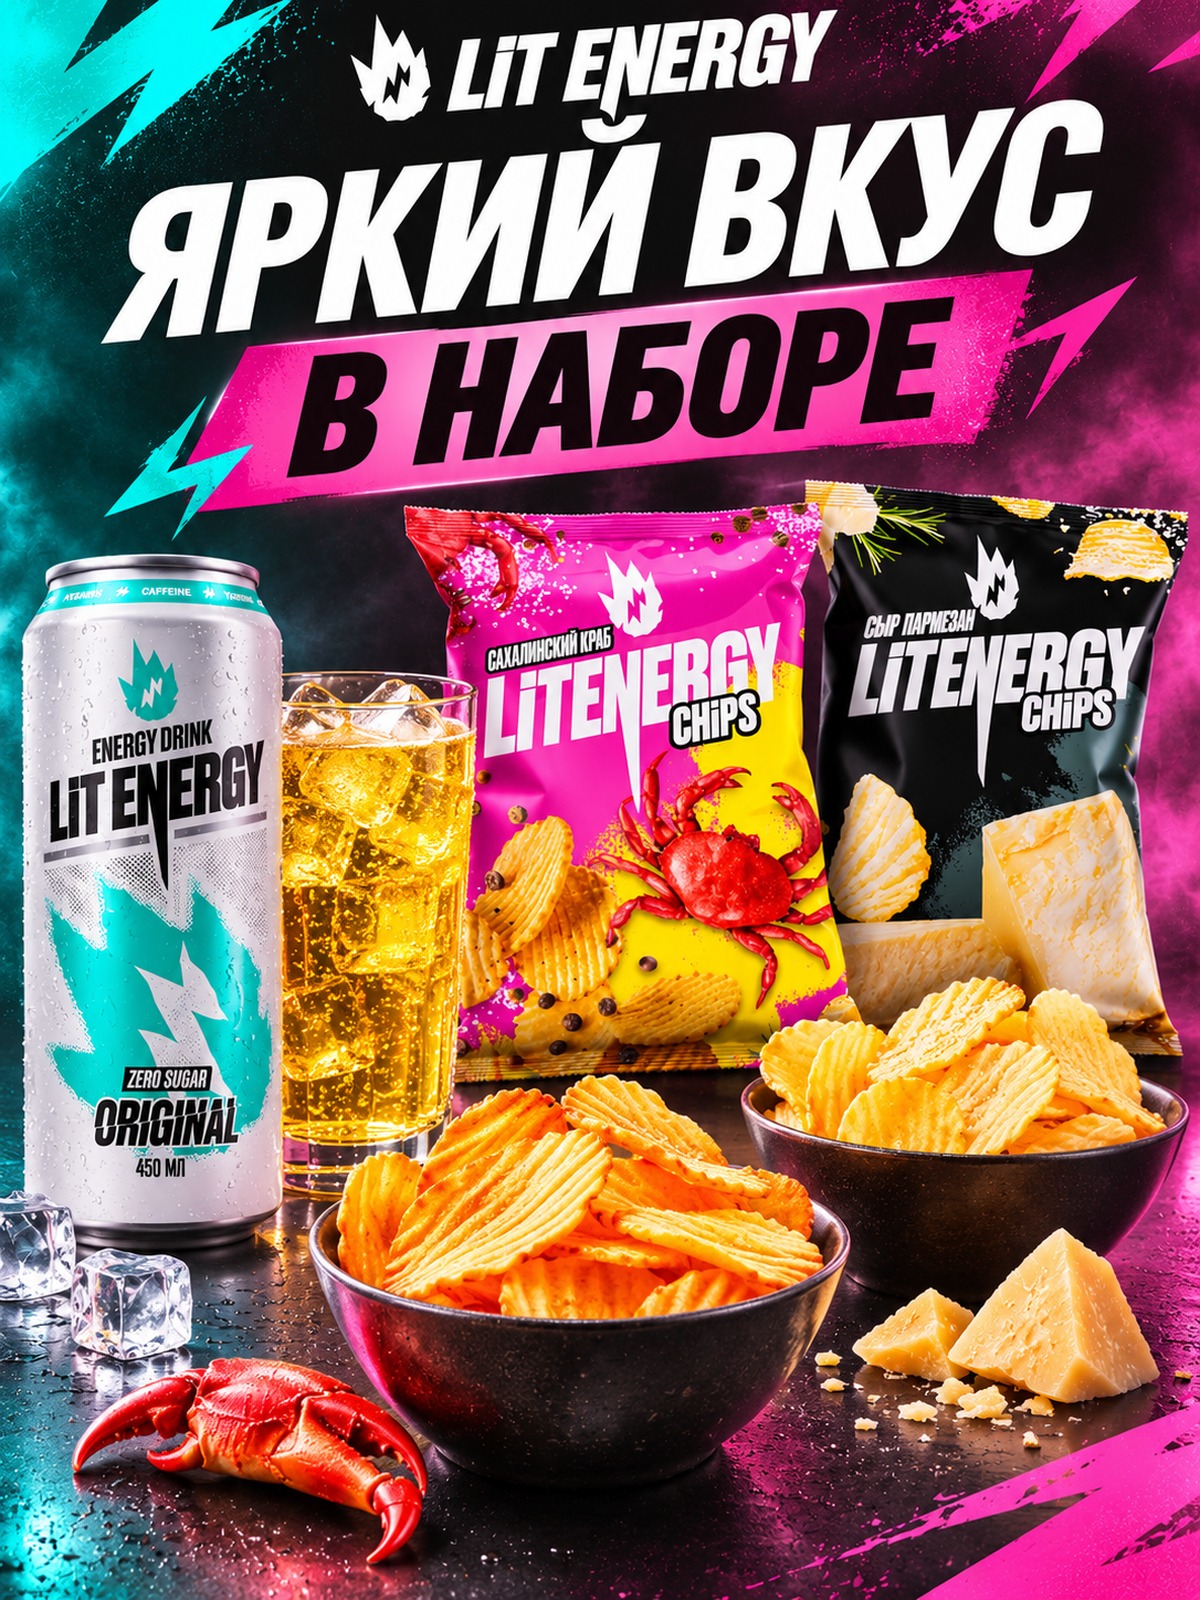 LiT ENERGY
ЯРКИЙ ВКУС
В НАБОРЕ
CAFFEINE
ENERGY DRINK
LiT ENERGY
ZERO SUGAR
ORIGINAL
450 МЛ
САХАЛИНСКИЙ КРАБ
LiTENERGY
CHiPS
СЫР ПАРМЕЗАН
LiTENERGY
CHiPS